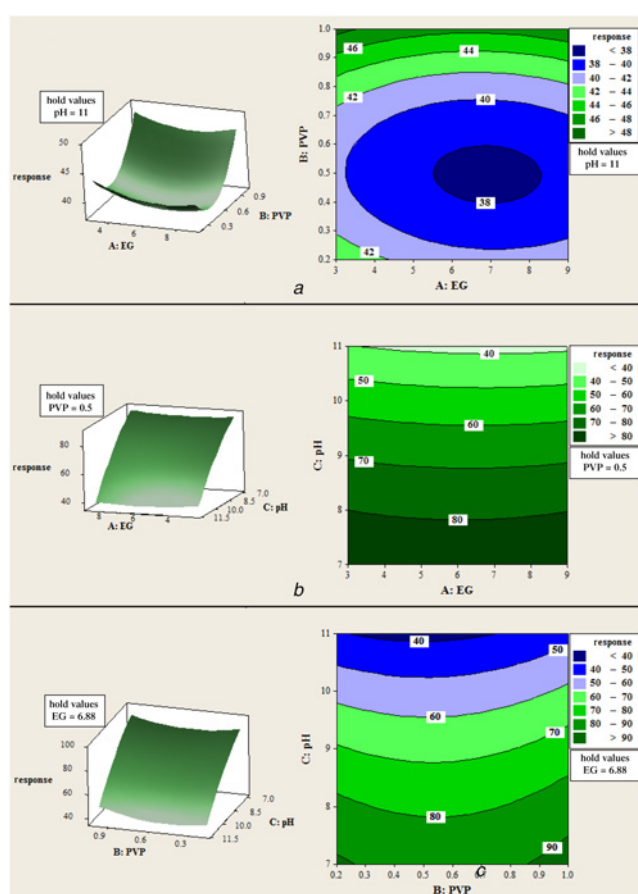 hold values
pH = 11
50
45
40
response
4
6
8
A: EG
0.3
0.6
0.9
B: PVP
1.0
0.9
0.8
0.7
0.6
0.5
0.4
0.3
0.2
B: PVP
46
44
42
40
38
42
3
4
5
6
7
8
9
A: EG
response
< 38
38 – 40
40 – 42
42 – 44
44 – 46
46 – 48
> 48
hold values
pH = 11
a
hold values
PVP = 0.5
80
60
40
response
8
6
4
A: EG
11.5
10.0
8.5
7.0
C: pH
11
10
9
8
7
C: pH
40
50
60
70
80
3
4
5
6
7
8
9
A: EG
response
< 40
40 – 50
50 – 60
60 – 70
70 – 80
> 80
hold values
PVP = 0.5
b
hold values
EG = 6.88
100
80
60
40
response
0.9
0.6
0.3
B: PVP
11.5
10.0
8.5
7.0
C: pH
11
10
9
8
7
C: pH
40
50
60
70
80
90
0.2
0.3
0.4
0.5
0.6
0.7
0.8
0.9
1.0
B: PVP
response
< 40
40 – 50
50 – 60
60 – 70
70 – 80
80 – 90
> 90
hold values
EG = 6.88
c